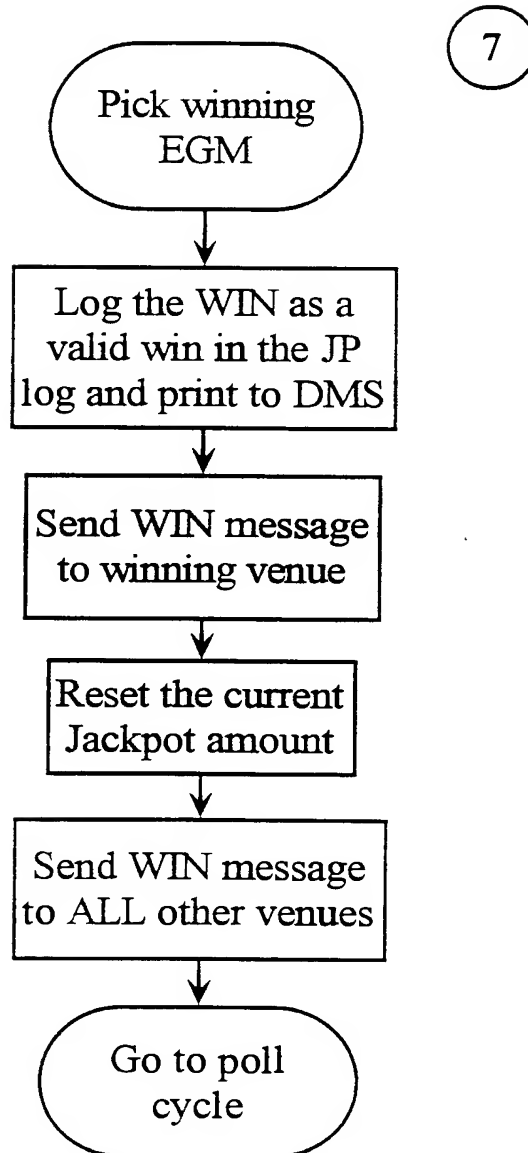 7
Pick winning
EGM
Log the WIN as a
valid win in the JP
log and print to DMS
Send WIN message
to winning venue
Reset the current
Jackpot amount
Send WIN message
to ALL other venues
Go to poll
cycle